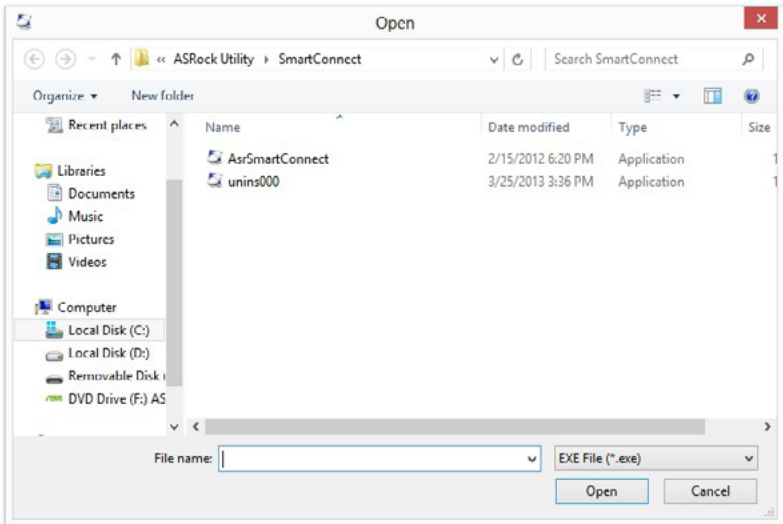 Open
« ASRock Utility › SmartConnect
Search SmartConnect
Organize
New folder
Recent places
Libraries
Documents
Music
Pictures
Videos
Computer
Local Disk (C:)
Local Disk (D:)
Removable Disk
DVD Drive (F:) AS
Name Date modified Type Size
AsrSmartConnect 2/15/2012 6:20 PM Application 1
unins000 3/25/2013 3:36 PM Application 1
File name:
EXE File (*.exe)
Open Cancel